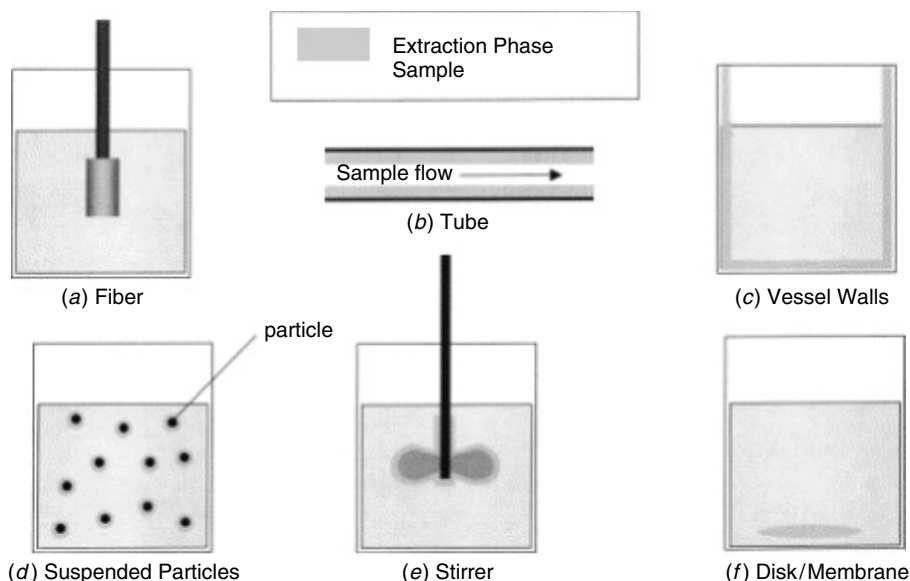 Extraction Phase
Sample
Sample flow
(b) Tube
(a) Fiber
(c) Vessel Walls
particle
(d) Suspended Particles
(e) Stirrer
(f) Disk/Membrane